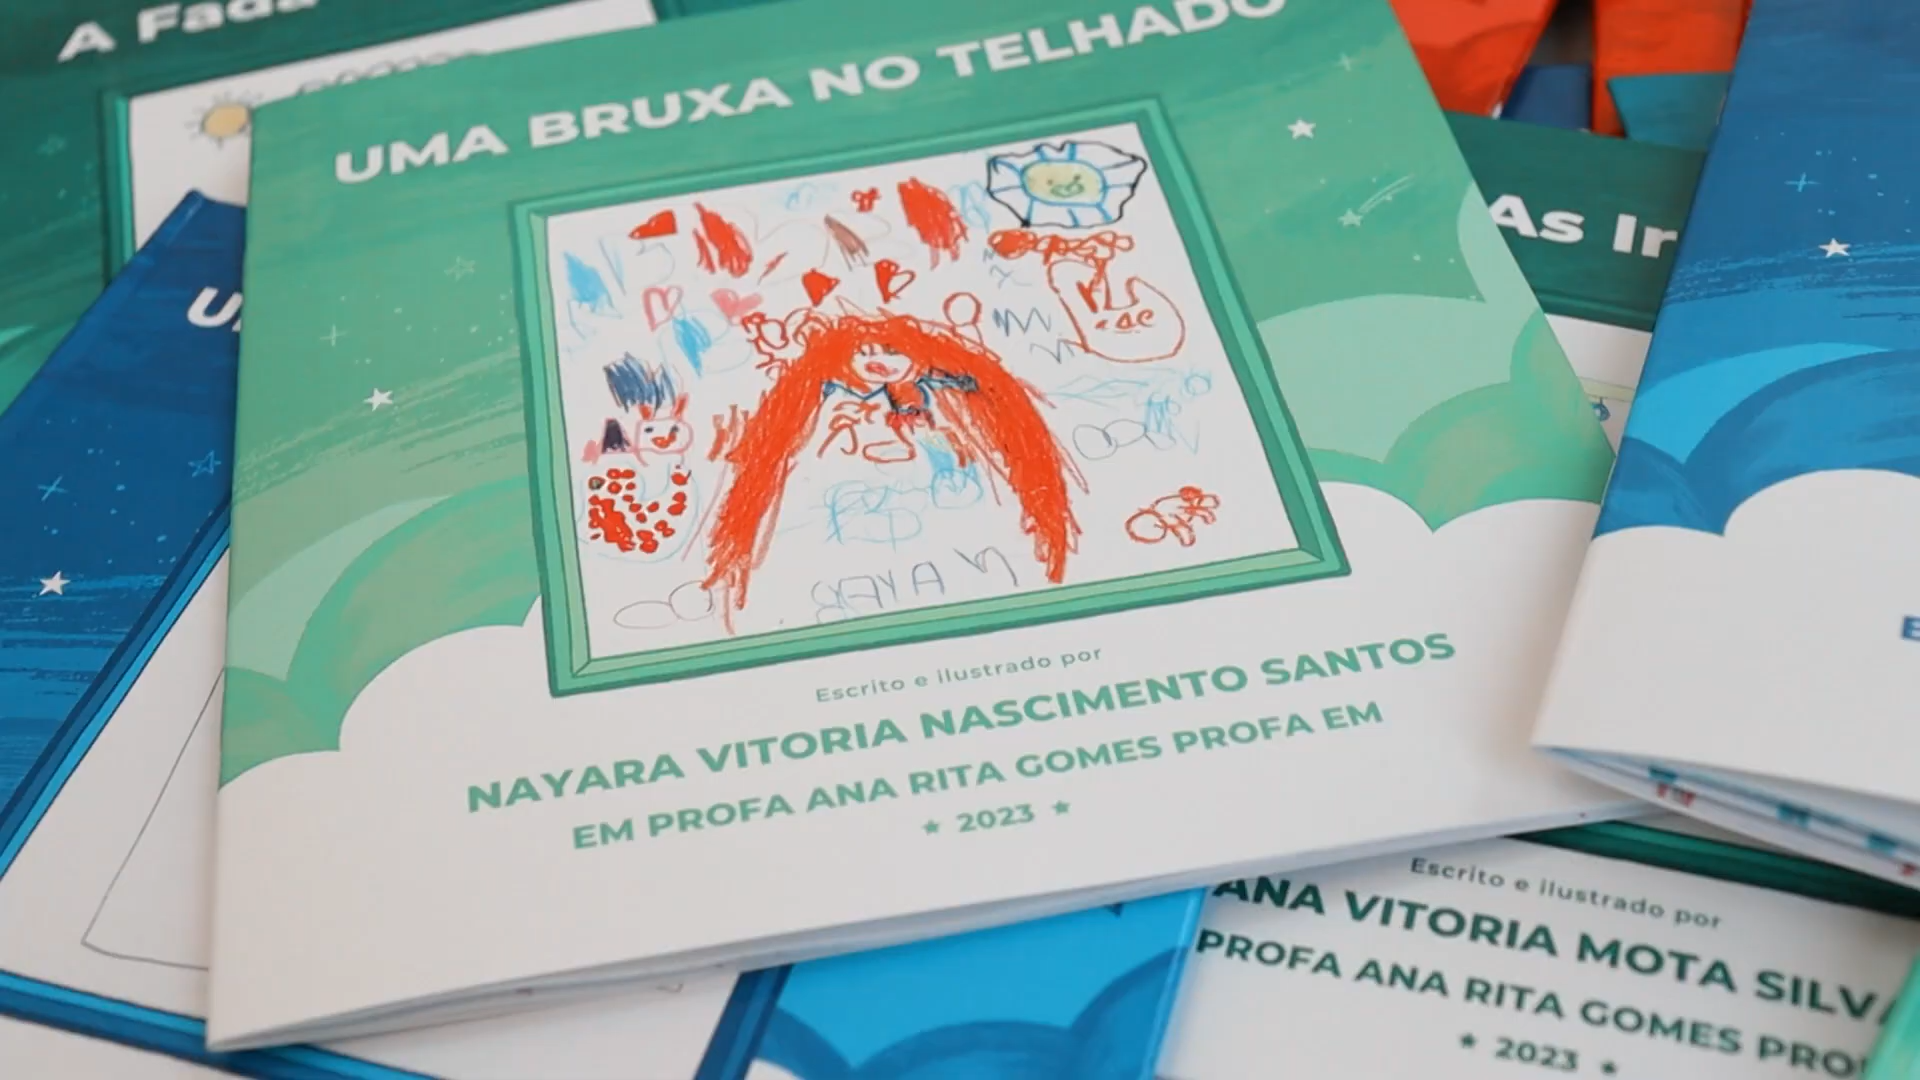 A Fada
UMA BRUXA NO TELHADO
As Ir
U
Escrito e ilustrado por
NAYARA VITORIA NASCIMENTO SANTOS
EM PROFA ANA RITA GOMES PROFA EM
★ 2023 ★
Escrito e ilustrado por
ANA VITORIA MOTA SILVA
PROFA ANA RITA GOMES PRO
★ 2023 ★
E